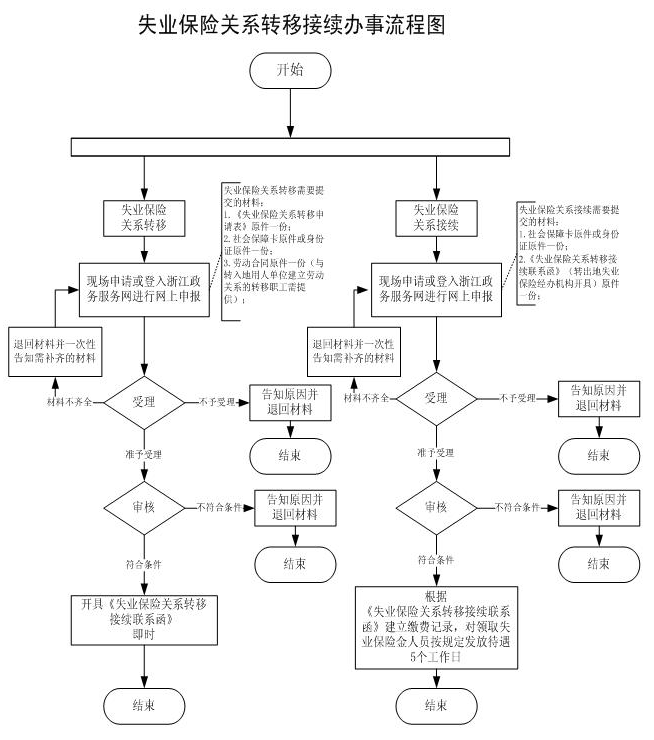 失业保险关系转移接续办事流程图
开始
失业保险
关系转移
失业保险关系转移需要提
交的材料：
1.《失业保险关系转移申
请表》原件一份；
2.社会保障卡原件或身份
证原件一份；
3.劳动合同原件一份（与
转入地用人单位建立劳动
关系的转移职工需提
供）；
现场申请或登入浙江政
务服务网进行网上申报
退回材料并一次性
告知需补齐的材料
材料不齐全
受理
不予受理
告知原因并
退回材料
结束
准予受理
审核
不符合条件
告知原因并
退回材料
结束
符合条件
开具《失业保险关系转移
接续联系函》
即时
结束
失业保险
关系接续
失业保险关系接续需要提
交的材料：
1.社会保障卡原件或身份
证原件一份；
2.《失业保险关系转移接
续联系函》（转出地失业
保险经办机构开具）原件
一份；
现场申请或登入浙江政
务服务网进行网上申报
退回材料并一次性
告知需补齐的材料
材料不齐全
受理
不予受理
告知原因并
退回材料
结束
准予受理
审核
不符合条件
告知原因并
退回材料
结束
符合条件
根据
《失业保险关系转移接续联系
函》建立缴费记录，对领取失
业保险金人员按规定发放待遇
5个工作日
结束